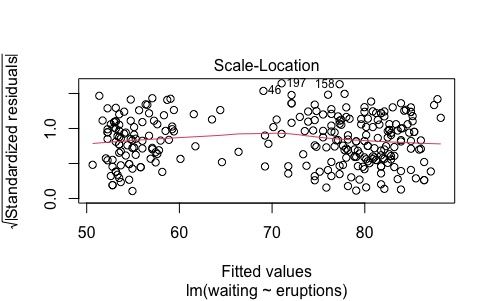 Scale-Location
√|Standardized residuals|
0.0 1.0
46 197 158
50 60 70 80
Fitted values
lm(waiting ~ eruptions)